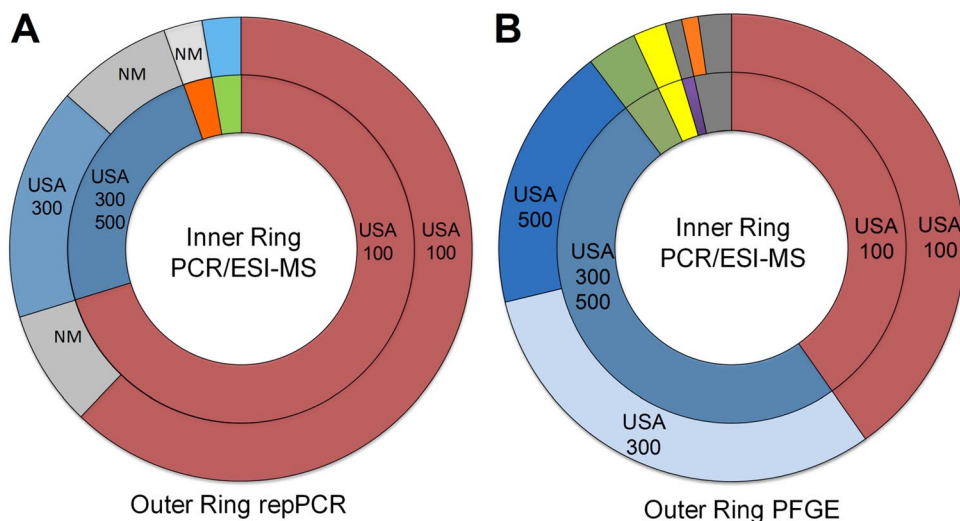 A
NM
NM
USA
300
USA
300
500
Inner Ring
PCR/ESI-MS
USA
100
USA
100
NM
Outer Ring repPCR
B
USA
500
USA
300
500
Inner Ring
PCR/ESI-MS
USA
100
USA
100
USA
300
Outer Ring PFGE